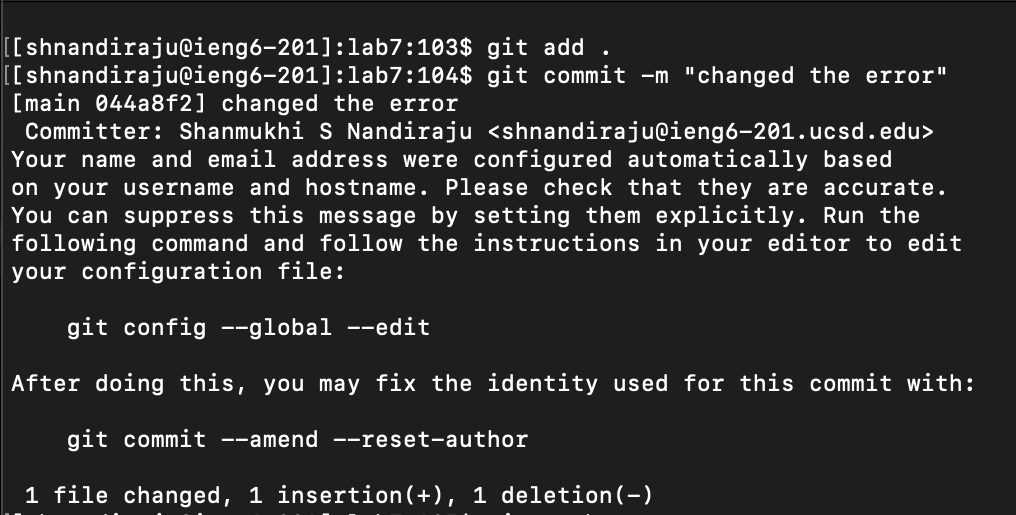 [[shnandiraju@ieng6-201]:lab7:103$ git add .
[[shnandiraju@ieng6-201]:lab7:104$ git commit -m "changed the error"
[main 044a8f2] changed the error
 Committer: Shanmukhi S Nandiraju <shnandiraju@ieng6-201.ucsd.edu>
Your name and email address were configured automatically based
on your username and hostname. Please check that they are accurate.
You can suppress this message by setting them explicitly. Run the
following command and follow the instructions in your editor to edit
your configuration file:

    git config --global --edit

After doing this, you may fix the identity used for this commit with:

    git commit --amend --reset-author

 1 file changed, 1 insertion(+), 1 deletion(-)